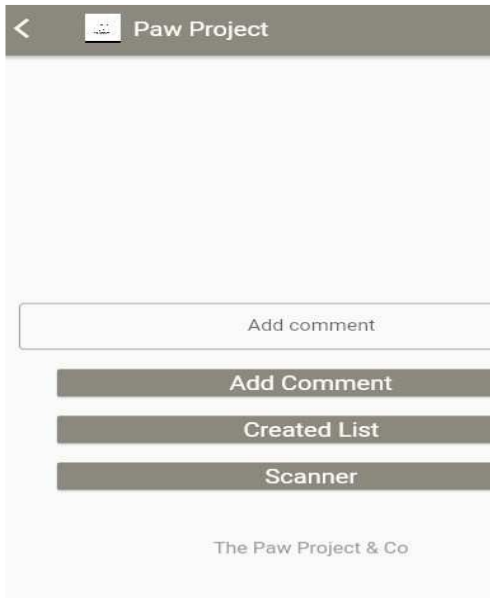 Paw Project
Add comment
Add Comment
Created List
Scanner
The Paw Project & Co